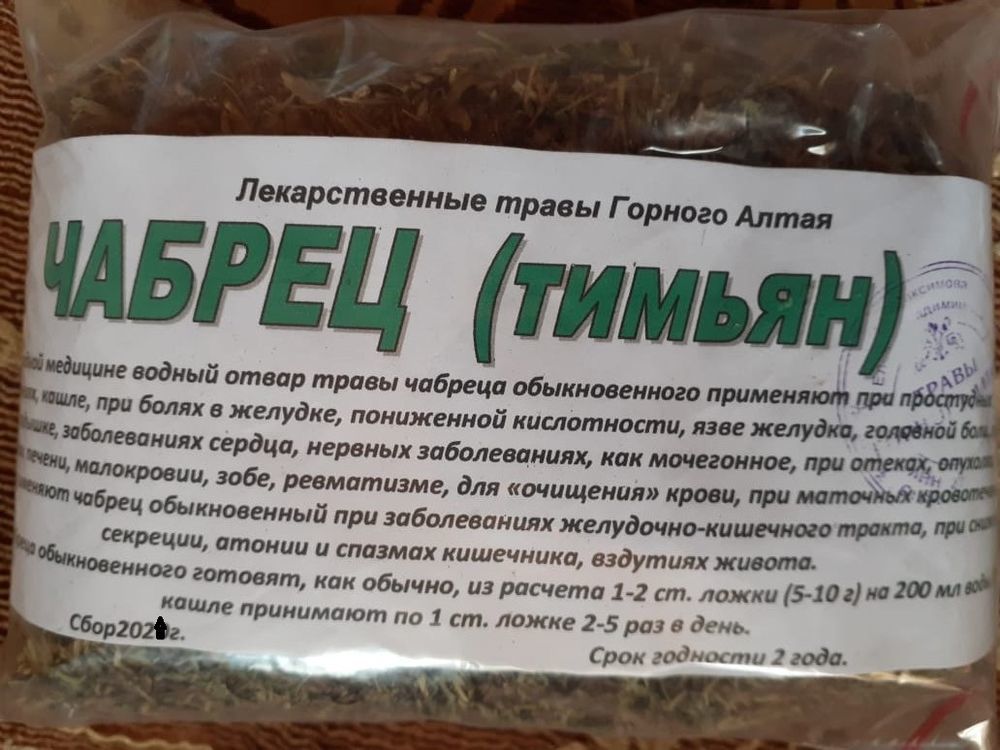 Лекарственные травы Горного Алтая
ЧАБРЕЦ (ТИМЬЯН)
медицине водный отвар травы чабреца обыкновенного применяют при
кашле, при болях в желудке, пониженной кислотности, язве желудка, головной боли,
заболеваниях сердца, нервных заболеваниях, как мочегонное, при отеках,
печени, малокровии, зобе, ревматизме, для «очищения» крови, при маточных
чабрец обыкновенный при заболеваниях желудочно-кишечного тракта, при
секреции, атонии и спазмах кишечника, вздутиях живота.
обыкновенного готовят, как обычно, из расчета 1-2 ст. ложки (5-10 г) на 200 мл воды
кашле принимают по 1 ст. ложке 2-5 раз в день.
Срок годности 2 года.
ТРАВЫ